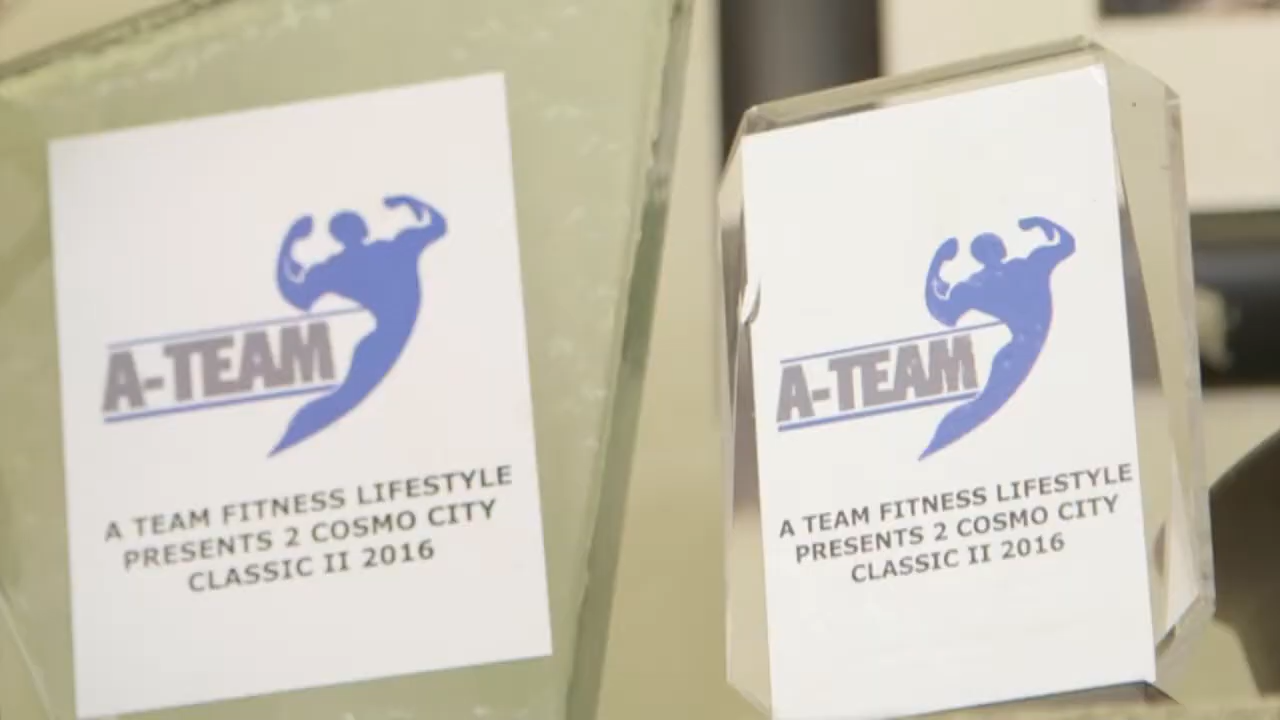 A-TEAM
A TEAM FITNESS LIFESTYLE
PRESENTS 2 COSMO CITY
CLASSIC II 2016
A-TEAM
A TEAM FITNESS LIFESTYLE
PRESENTS 2 COSMO CITY
CLASSIC II 2016